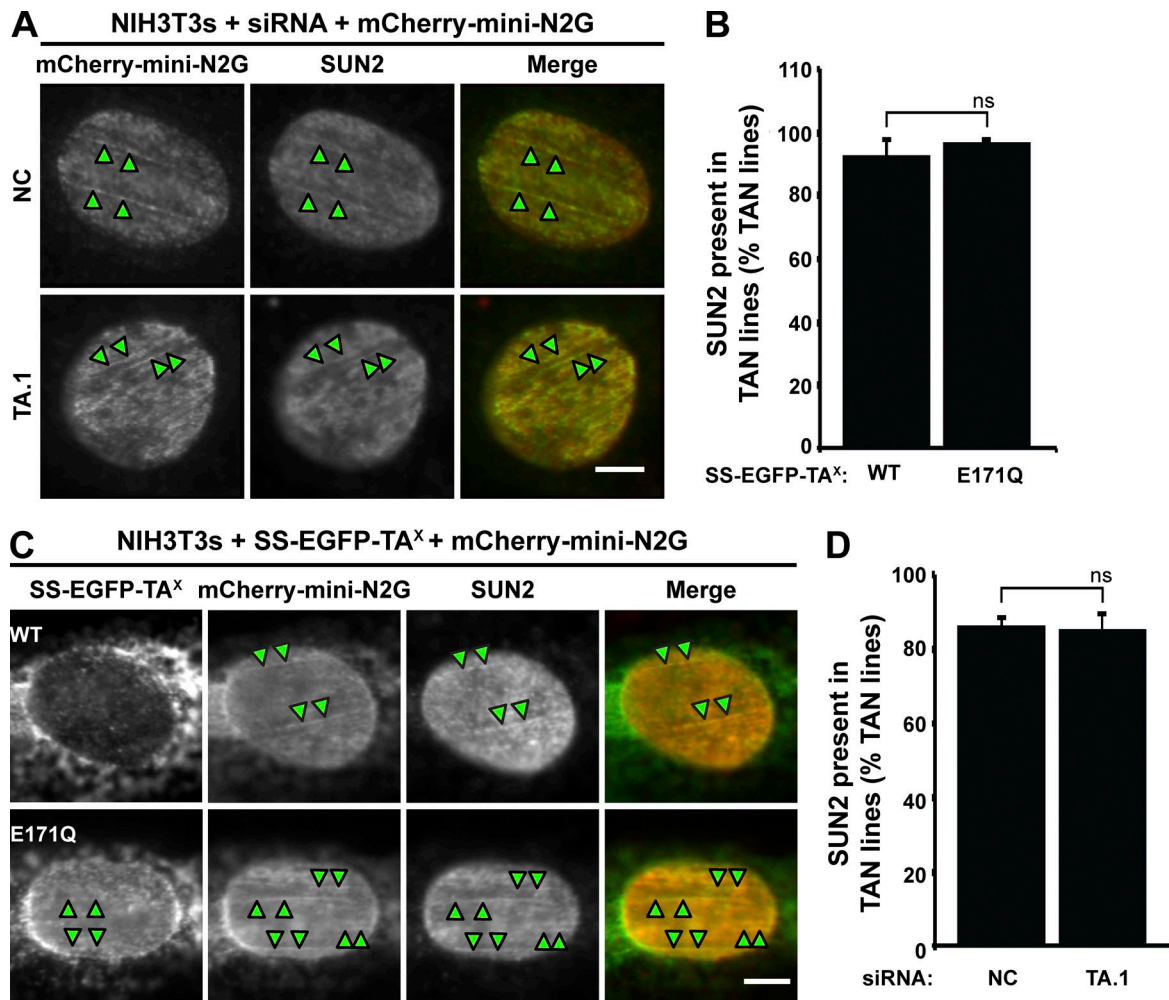 A
NIH3T3s + siRNA + mCherry-mini-N2G
mCherry-mini-N2G SUN2 Merge
NC
TA.1
B
SUN2 present in
TAN lines (% TAN lines)
110
100
80
60
40
20
0
ns
SS-EGFP-TAˣ: WT E171Q
C
NIH3T3s + SS-EGFP-TAˣ + mCherry-mini-N2G
SS-EGFP-TAˣ mCherry-mini-N2G SUN2 Merge
WT
E171Q
D
SUN2 present in
TAN lines (% TAN lines)
100
80
60
40
20
0
ns
siRNA: NC TA.1